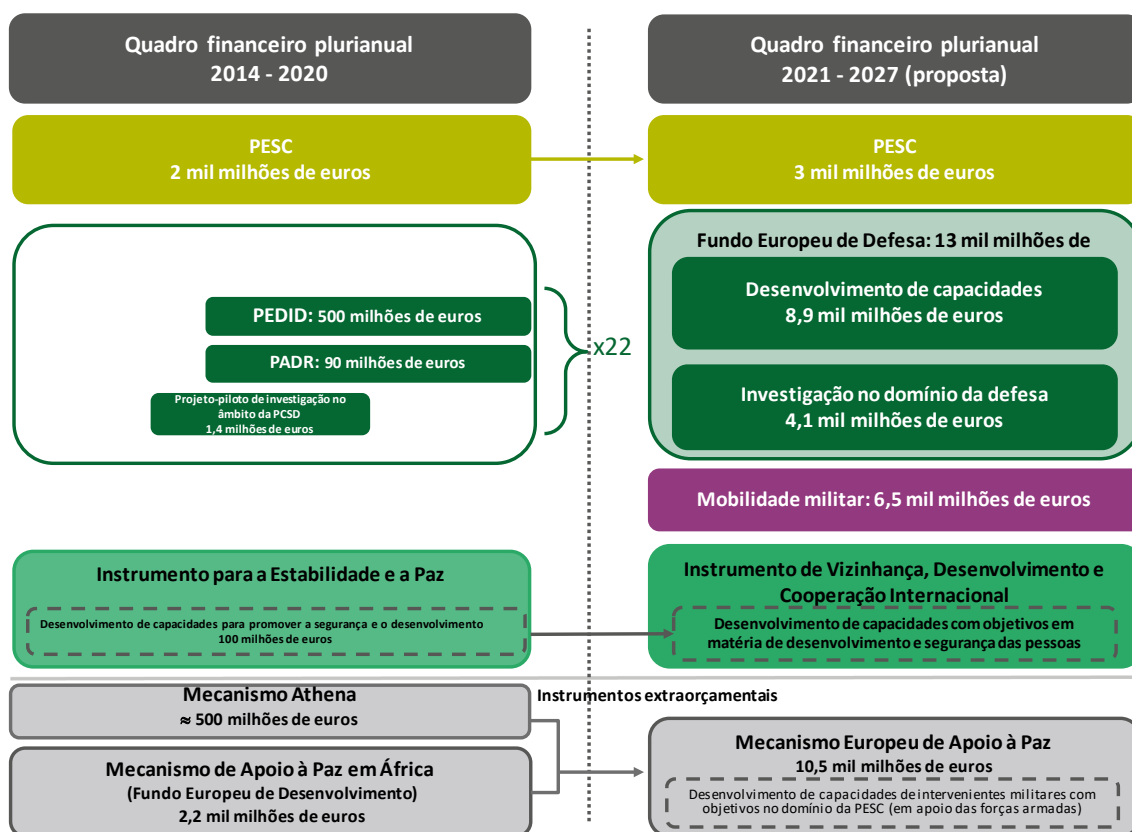 Quadro financeiro plurianual
2014 - 2020
Quadro financeiro plurianual
2021 - 2027 (proposta)
PESC
2 mil milhões de euros
PESC
3 mil milhões de euros
PEDID: 500 milhões de euros
PADR: 90 milhões de euros
Projeto-piloto de investigação no
âmbito da PCSD
1,4 milhões de euros
x22
Fundo Europeu de Defesa: 13 mil milhões de
Desenvolvimento de capacidades
8,9 mil milhões de euros
Investigação no domínio da defesa
4,1 mil milhões de euros
Mobilidade militar: 6,5 mil milhões de euros
Instrumento para a Estabilidade e a Paz
Desenvolvimento de capacidades para promover a segurança e o desenvolvimento
100 milhões de euros
Instrumento de Vizinhança, Desenvolvimento e
Cooperação Internacional
Desenvolvimento de capacidades com objetivos em
matéria de desenvolvimento e segurança das pessoas
Instrumentos extraorçamentais
Mecanismo Athena
≈ 500 milhões de euros
Mecanismo de Apoio à Paz em África
(Fundo Europeu de Desenvolvimento)
2,2 mil milhões de euros
Mecanismo Europeu de Apoio à Paz
10,5 mil milhões de euros
Desenvolvimento de capacidades de intervenientes militares com
objetivos no domínio da PESC (em apoio das forças armadas)